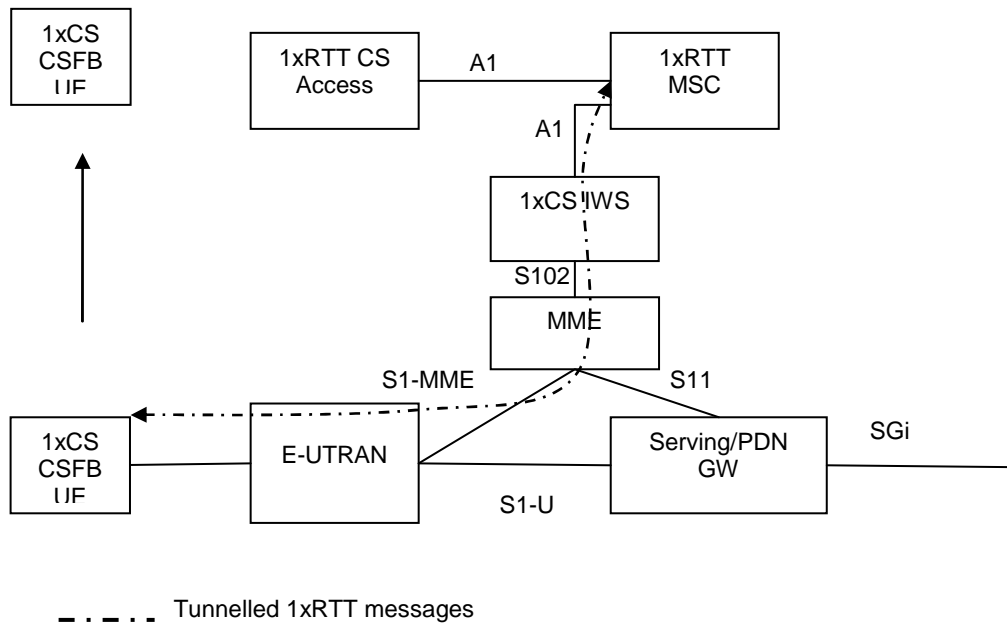 1xCS
CSFB
UE
1xRTT CS
Access
A1
1xRTT
MSC
A1
1xCS IWS
S102
MME
S1-MME
S11
1xCS
CSFB
UE
E-UTRAN
Serving/PDN
GW
SGi
S1-U
Tunnelled 1xRTT messages